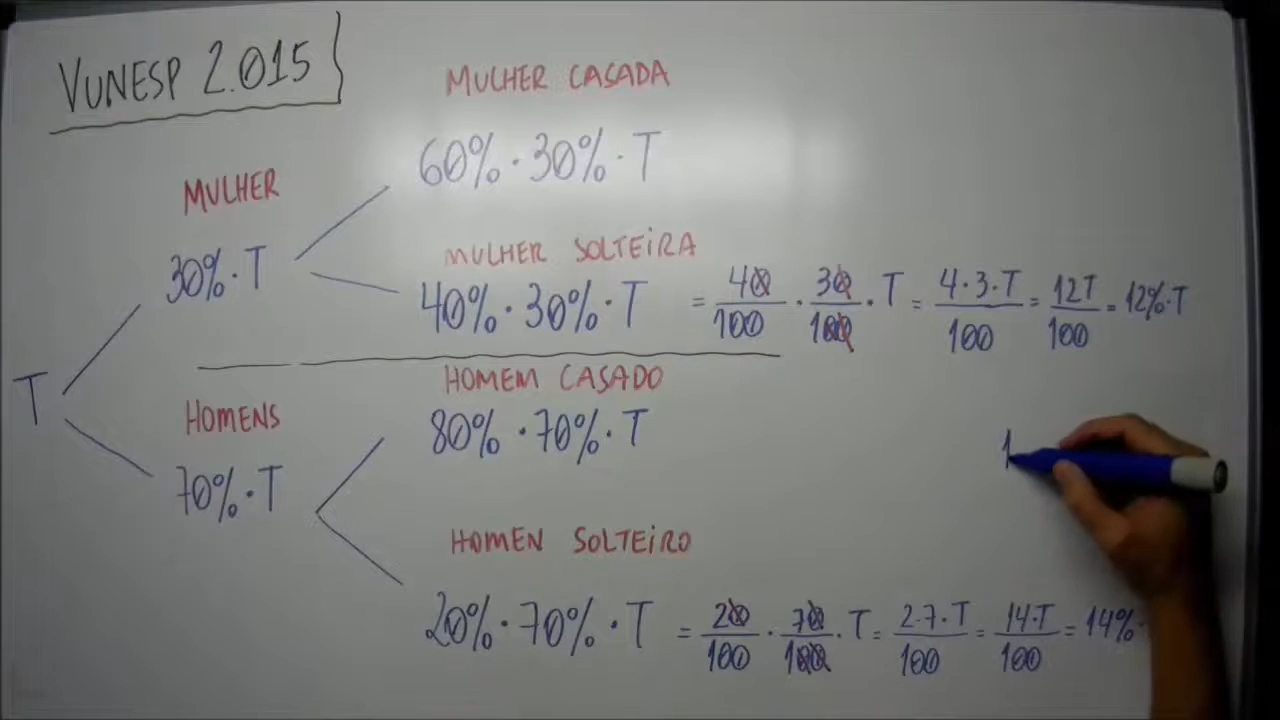 VUNESP 2.015
MULHER CASADA
60% · 30% · T
MULHER
30% · T
MULHER SOLTEIRA
40% · 30% · T = 40/100 · 30/100 · T = 4·3·T/100 = 12T/100 = 12%·T
T
HOMEM CASADO
80% · 70% · T
HOMENS
70% · T
1
HOMEN SOLTEIRO
20% · 70% · T = 20/100 · 70/100 · T = 2·7·T/100 = 14·T/100 = 14% ·